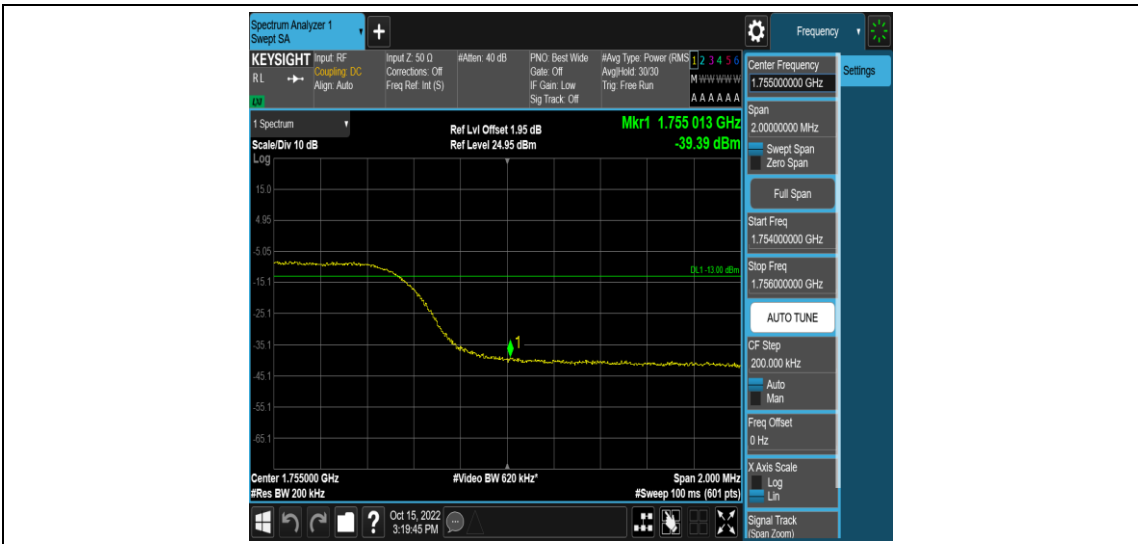 Spectrum Analyzer 1
Swept SA
+
Frequency
KEYSIGHT
RL
LXI
Input: RF
Coupling: DC
Align: Auto
Input Z: 50 Ω
Corrections: Off
Freq Ref: Int (S)
#Atten: 40 dB
PNO: Best Wide
Gate: Off
IF Gain: Low
Sig Track: Off
#Avg Type: Power (RMS
Avg|Hold: 30/30
Trig: Free Run
1 2 3 4 5 6
M W W W W W
A A A A A A
1 Spectrum
Scale/Div 10 dB
Ref Lvl Offset 1.95 dB
Ref Level 24.95 dBm
Mkr1 1.755 013 GHz
-39.39 dBm
Log
15.0
4.95
-5.05
-15.1
-25.1
-35.1
-45.1
-55.1
-65.1
DL1 -13.00 dBm
1
Center 1.755000 GHz
#Res BW 200 kHz
#Video BW 620 kHz*
Span 2.000 MHz
#Sweep 100 ms (601 pts)
?
Oct 15, 2022
3:19:45 PM
Center Frequency
1.755000000 GHz
Settings
Span
2.00000000 MHz
Swept Span
Zero Span
Full Span
Start Freq
1.754000000 GHz
Stop Freq
1.756000000 GHz
AUTO TUNE
CF Step
200.000 kHz
Auto
Man
Freq Offset
0 Hz
X Axis Scale
Log
Lin
Signal Track
(Span Zoom)